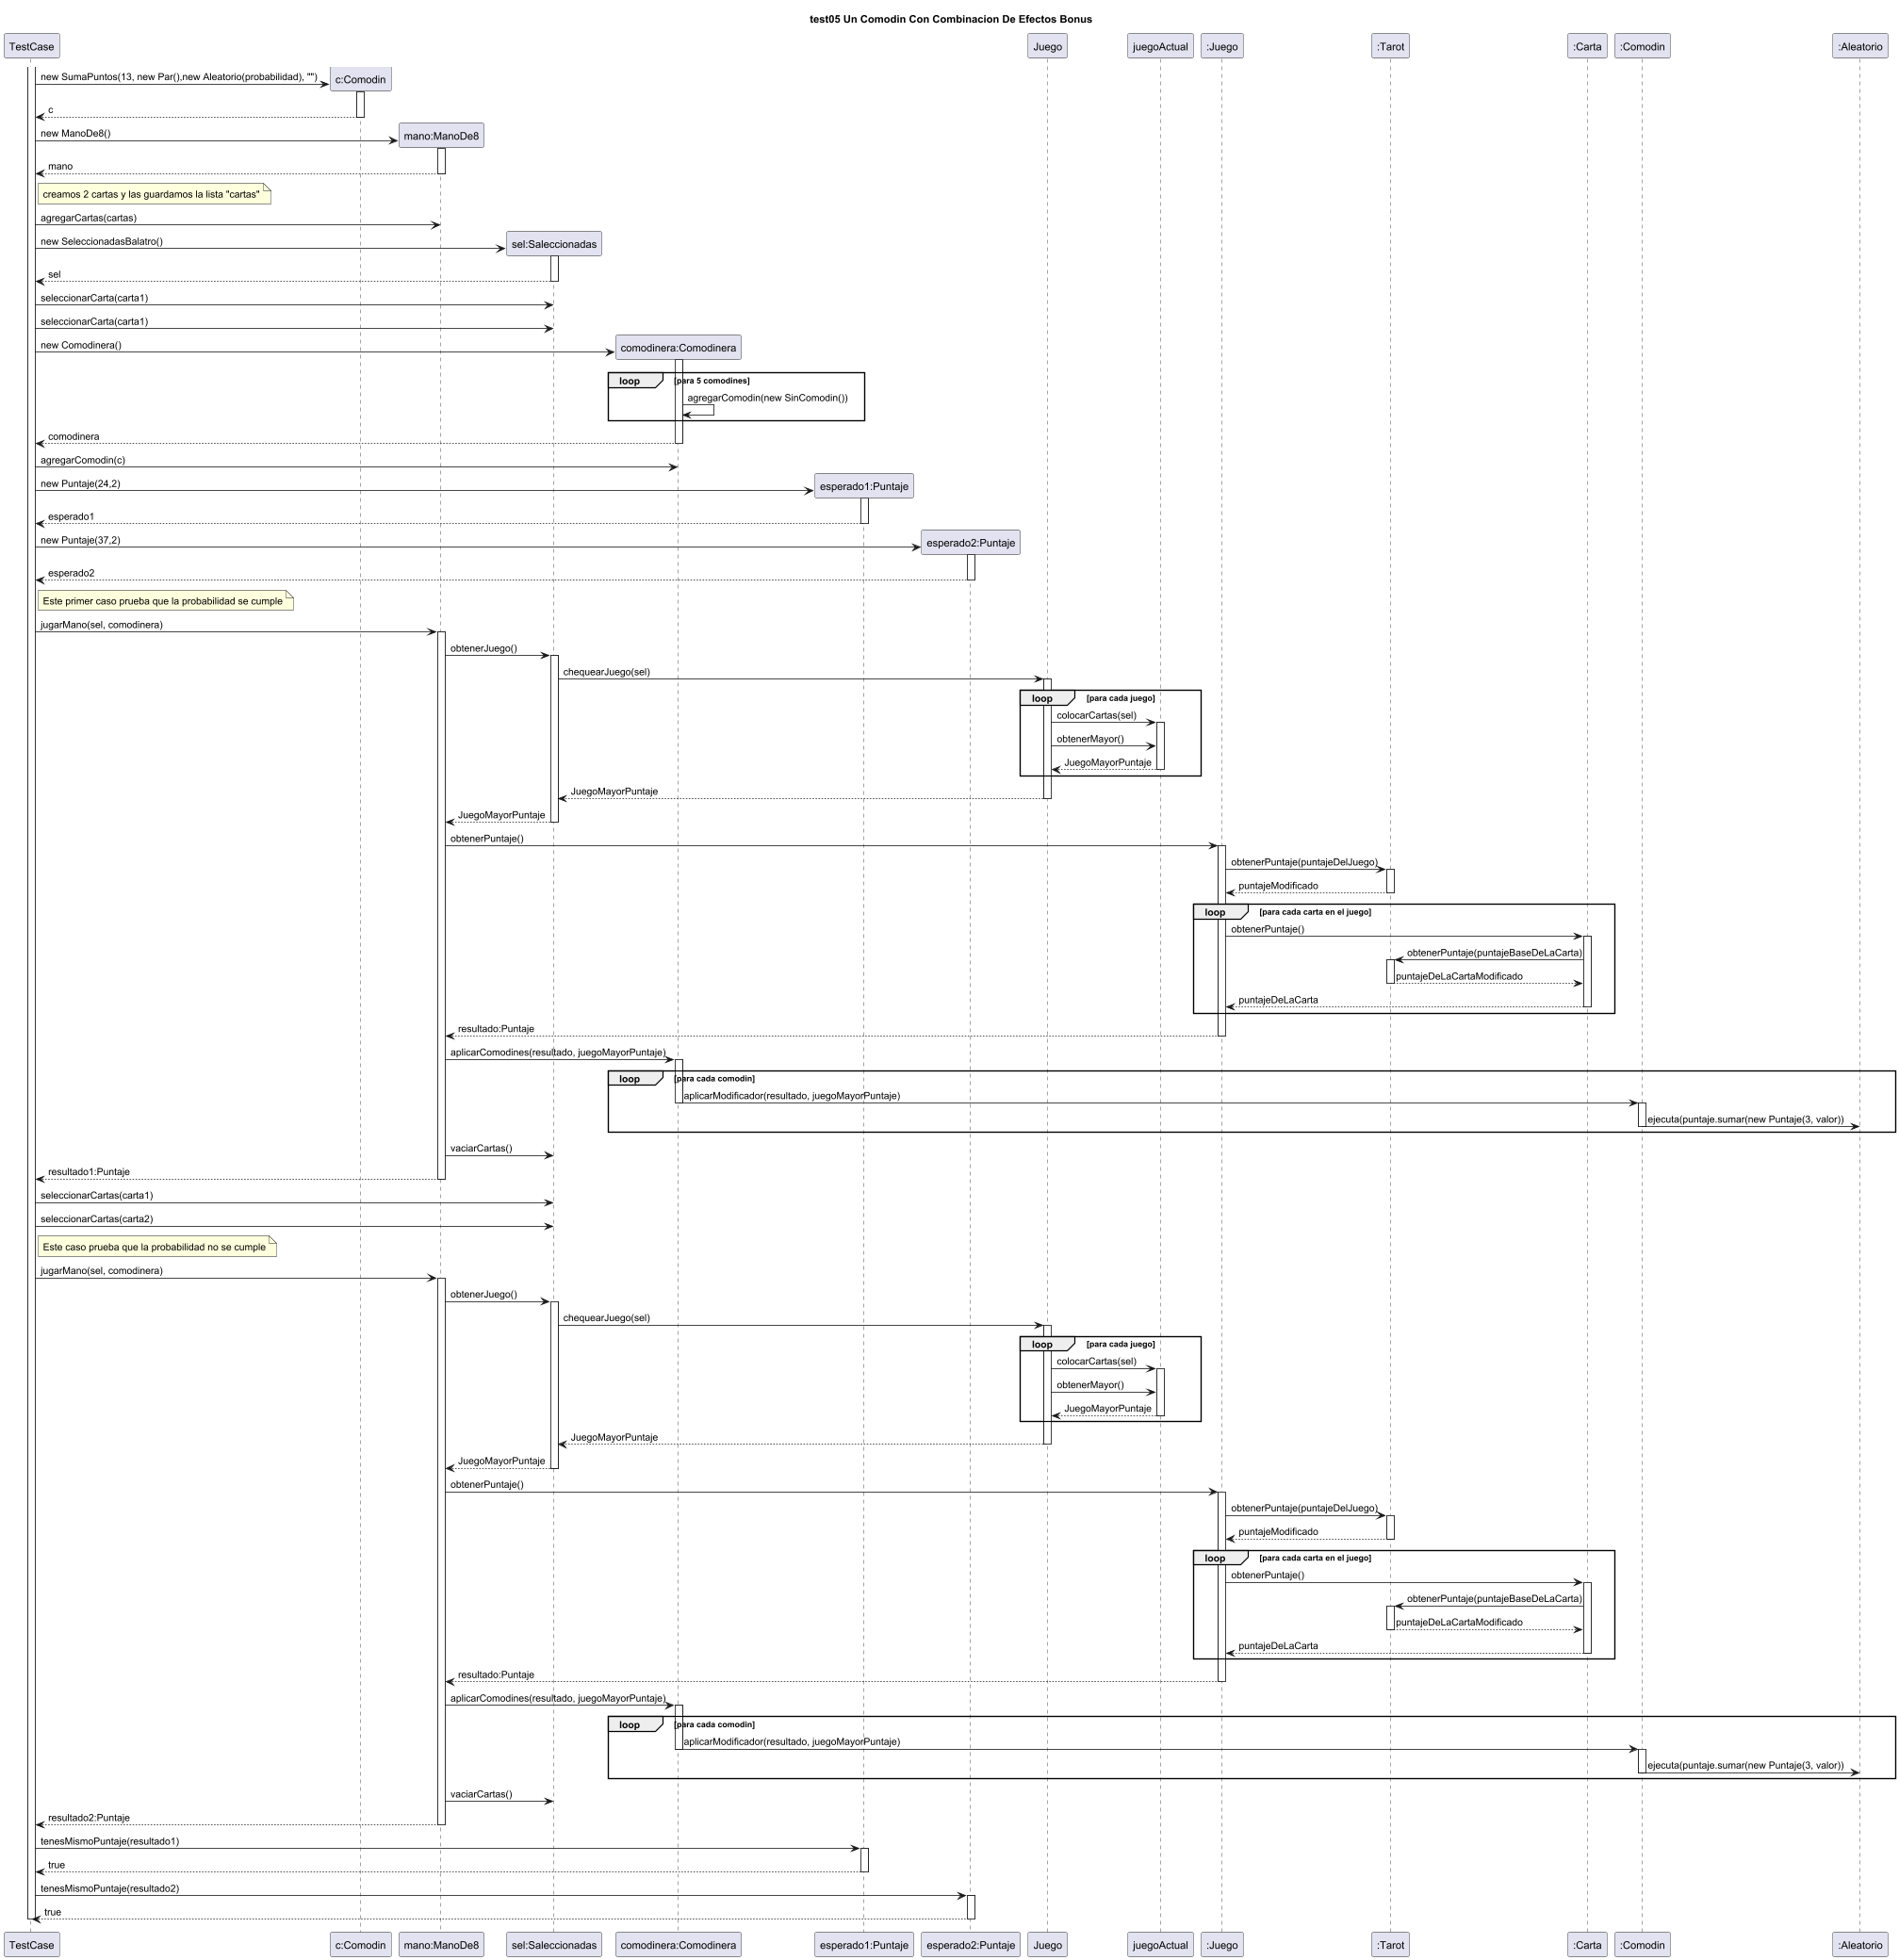 test05 Un Comodin Con Combinacion De Efectos Bonus
TestCase
Juego
juegoActual
:Juego
:Tarot
:Carta
:Comodin
:Aleatorio
new SumaPuntos(13, new Par(),new Aleatorio(probabilidad), "")
c:Comodin
c
new ManoDe8()
mano:ManoDe8
mano
creamos 2 cartas y las guardamos la lista "cartas"
agregarCartas(cartas)
new SeleccionadasBalatro()
sel:Saleccionadas
sel
seleccionarCarta(carta1)
seleccionarCarta(carta1)
new Comodinera()
comodinera:Comodinera
loop [para 5 comodines]
agregarComodin(new SinComodin())
comodinera
agregarComodin(c)
new Puntaje(24,2)
esperado1:Puntaje
esperado1
new Puntaje(37,2)
esperado2:Puntaje
esperado2
Este primer caso prueba que la probabilidad se cumple
jugarMano(sel, comodinera)
obtenerJuego()
chequearJuego(sel)
loop [para cada juego]
colocarCartas(sel)
obtenerMayor()
JuegoMayorPuntaje
JuegoMayorPuntaje
JuegoMayorPuntaje
obtenerPuntaje()
obtenerPuntaje(puntajeDelJuego)
puntajeModificado
loop [para cada carta en el juego]
obtenerPuntaje()
obtenerPuntaje(puntajeBaseDeLaCarta)
puntajeDeLaCartaModificado
puntajeDeLaCarta
resultado:Puntaje
aplicarComodines(resultado, juegoMayorPuntaje)
loop [para cada comodin]
aplicarModificador(resultado, juegoMayorPuntaje)
ejecuta(puntaje.sumar(new Puntaje(3, valor))
vaciarCartas()
resultado1:Puntaje
seleccionarCartas(carta1)
seleccionarCartas(carta2)
Este caso prueba que la probabilidad no se cumple
jugarMano(sel, comodinera)
obtenerJuego()
chequearJuego(sel)
loop [para cada juego]
colocarCartas(sel)
obtenerMayor()
JuegoMayorPuntaje
JuegoMayorPuntaje
JuegoMayorPuntaje
obtenerPuntaje()
obtenerPuntaje(puntajeDelJuego)
puntajeModificado
loop [para cada carta en el juego]
obtenerPuntaje()
obtenerPuntaje(puntajeBaseDeLaCarta)
puntajeDeLaCartaModificado
puntajeDeLaCarta
resultado:Puntaje
aplicarComodines(resultado, juegoMayorPuntaje)
loop [para cada comodin]
aplicarModificador(resultado, juegoMayorPuntaje)
ejecuta(puntaje.sumar(new Puntaje(3, valor))
vaciarCartas()
resultado2:Puntaje
tenesMismoPuntaje(resultado1)
true
tenesMismoPuntaje(resultado2)
true
TestCase
c:Comodin
mano:ManoDe8
sel:Saleccionadas
comodinera:Comodinera
esperado1:Puntaje
esperado2:Puntaje
Juego
juegoActual
:Juego
:Tarot
:Carta
:Comodin
:Aleatorio